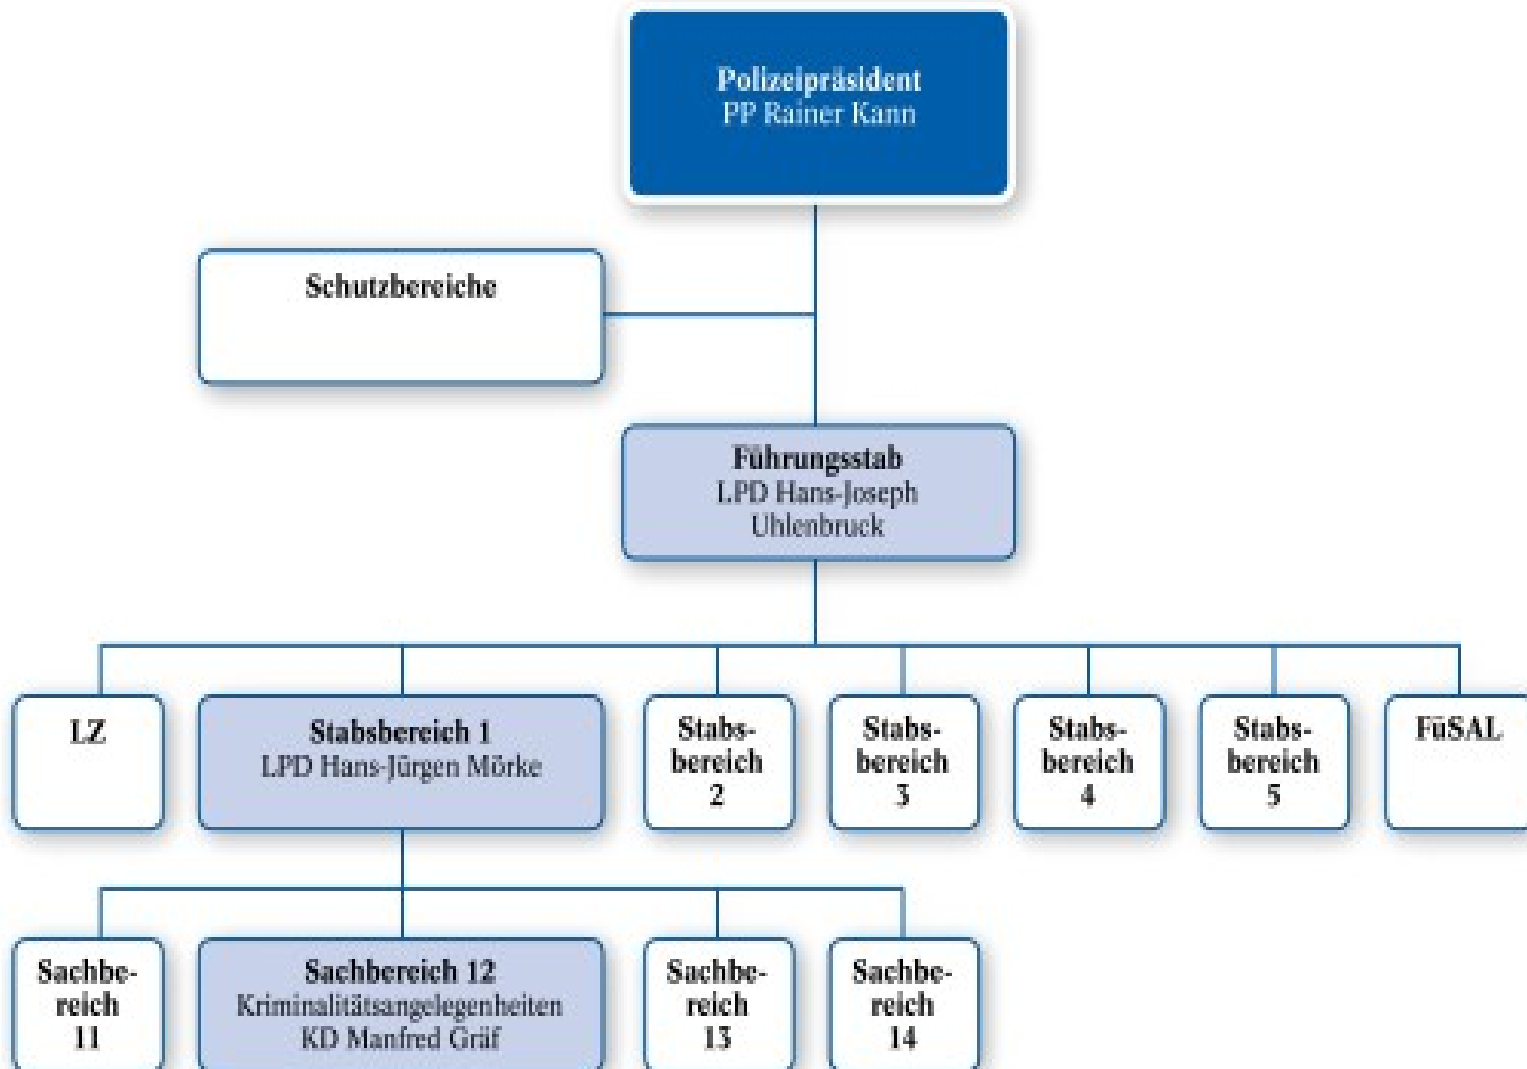 Polizeipräsident
PP Rainer Kann
Schutzbereiche
Führungsstab
LPD Hans-Joseph
Uhlenbruck
LZ
Stabsbereich 1
LPD Hans-Jürgen Mörke
Stabs-
bereich
2
Stabs-
bereich
3
Stabs-
bereich
4
Stabs-
bereich
5
FüSAL
Sachbe-
reich
11
Sachbereich 12
Kriminalitätsangelegenheiten
KD Manfred Gräf
Sachbe-
reich
13
Sachbe-
reich
14